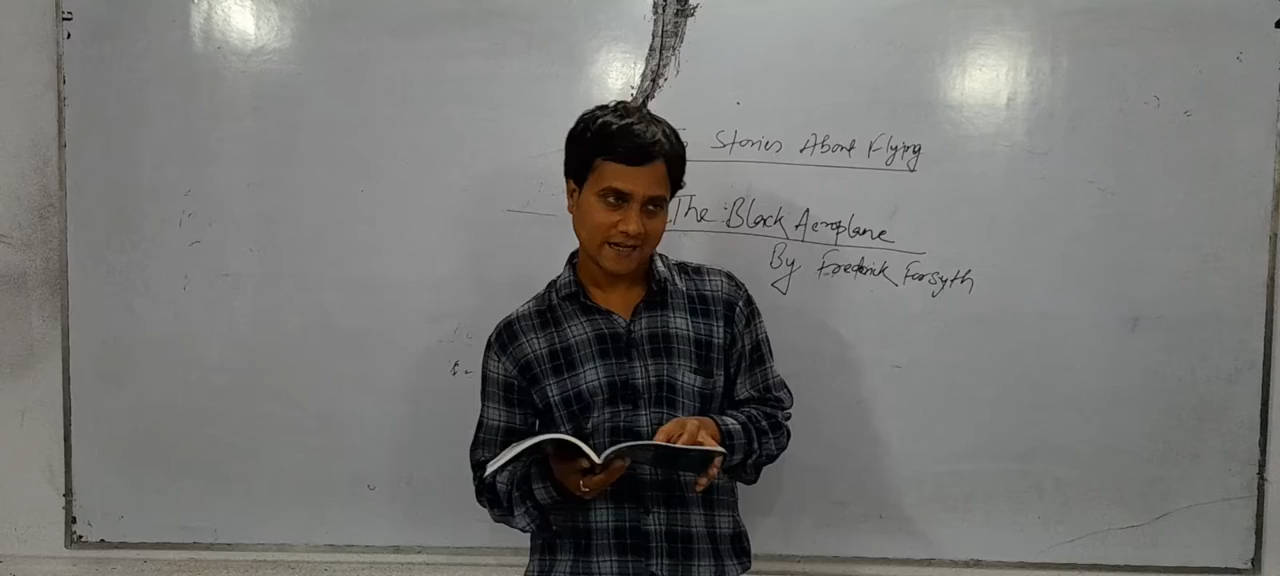 Stories About Flying
The Black Aeroplane
By Frederick Forsyth